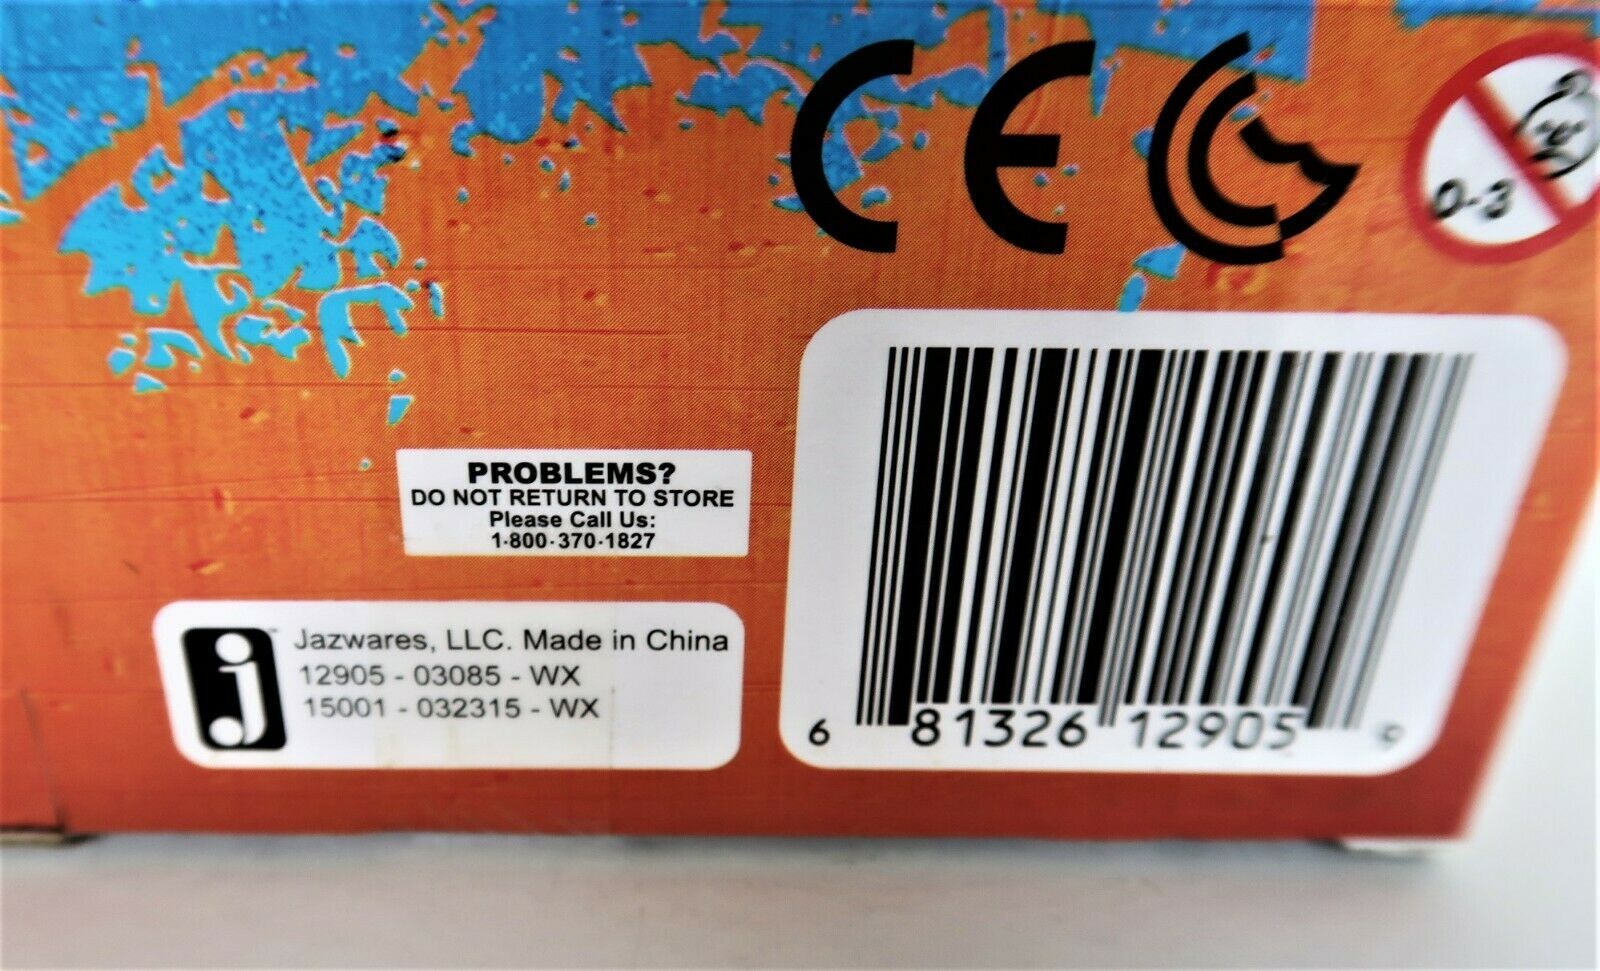 CE
0-3
PROBLEMS?
DO NOT RETURN TO STORE
Please Call Us:
1-800-370-1827
j
Jazwares, LLC. Made in China
12905 - 03085 - WX
15001 - 032315 - WX
6 81326 12905 9